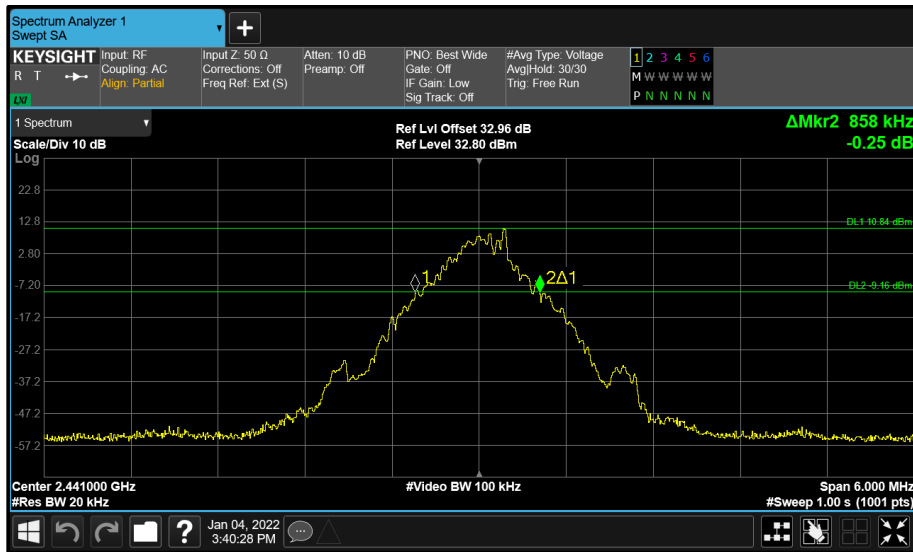 Spectrum Analyzer 1
Swept SA
+
KEYSIGHT
R T
LXI
Input: RF
Coupling: AC
Align: Partial
Input Z: 50 Ω
Corrections: Off
Freq Ref: Ext (S)
Atten: 10 dB
Preamp: Off
PNO: Best Wide
Gate: Off
IF Gain: Low
Sig Track: Off
#Avg Type: Voltage
Avg|Hold: 30/30
Trig: Free Run
1 2 3 4 5 6
M W W W W W
P N N N N N
1 Spectrum
Scale/Div 10 dB
Log
Ref Lvl Offset 32.96 dB
Ref Level 32.80 dBm
ΔMkr2 858 kHz
-0.25 dB
22.8
12.8
DL1 10.84 dBm
2.80
1
2Δ1
-7.20
DL2 -9.16 dBm
-17.2
-27.2
-37.2
-47.2
-57.2
Center 2.441000 GHz
#Video BW 100 kHz
Span 6.000 MHz
#Res BW 20 kHz
#Sweep 1.00 s (1001 pts)
?
Jan 04, 2022
3:40:28 PM